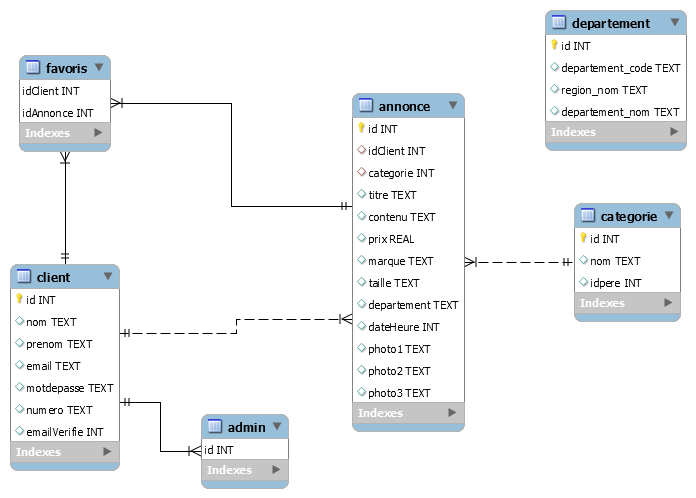 favoris
idClient INT
idAnnonce INT
Indexes
client
id INT
nom TEXT
prenom TEXT
email TEXT
motdepasse TEXT
numero TEXT
emailVerifie INT
Indexes
admin
id INT
Indexes
annonce
id INT
idClient INT
categorie INT
titre TEXT
contenu TEXT
prix REAL
marque TEXT
taille TEXT
departement TEXT
dateHeure INT
photo1 TEXT
photo2 TEXT
photo3 TEXT
Indexes
departement
id INT
departement_code TEXT
region_nom TEXT
departement_nom TEXT
Indexes
categorie
id INT
nom TEXT
idpere INT
Indexes